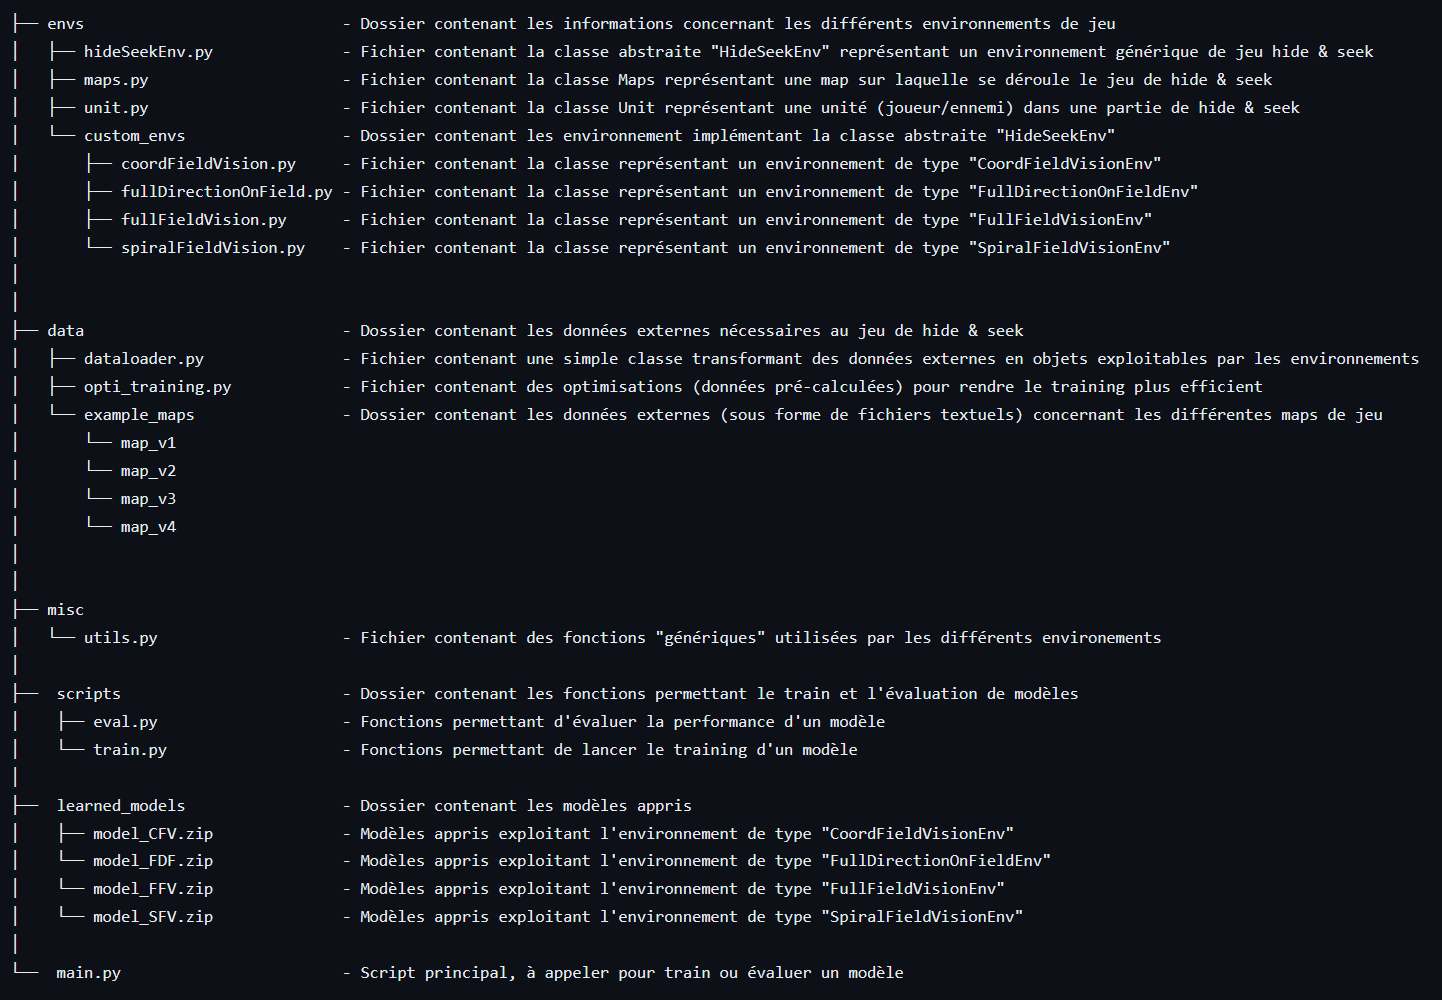 ├── envs                            - Dossier contenant les informations concernant les différents environnements de jeu
│   ├── hideSeekEnv.py              - Fichier contenant la classe abstraite "HideSeekEnv" représentant un environnement générique de jeu hide & seek
│   ├── maps.py                     - Fichier contenant la classe Maps représentant une map sur laquelle se déroule le jeu de hide & seek
│   ├── unit.py                     - Fichier contenant la classe Unit représentant une unité (joueur/ennemi) dans une partie de hide & seek
│   └── custom_envs                 - Dossier contenant les environnement implémentant la classe abstraite "HideSeekEnv"
│       ├── coordFieldVision.py     - Fichier contenant la classe représentant un environnement de type "CoordFieldVisionEnv"
│       ├── fullDirectionOnField.py - Fichier contenant la classe représentant un environnement de type "FullDirectionOnFieldEnv"
│       ├── fullFieldVision.py      - Fichier contenant la classe représentant un environnement de type "FullFieldVisionEnv"
│       └── spiralFieldVision.py    - Fichier contenant la classe représentant un environnement de type "SpiralFieldVisionEnv"
│
│
├── data                            - Dossier contenant les données externes nécessaires au jeu de hide & seek
│   ├── dataloader.py               - Fichier contenant une simple classe transformant des données externes en objets exploitables par les environnements
│   ├── opti_training.py            - Fichier contenant des optimisations (données pré-calculées) pour rendre le training plus efficient
│   └── example_maps                - Dossier contenant les données externes (sous forme de fichiers textuels) concernant les différentes maps de jeu
│       └── map_v1
│       └── map_v2
│       └── map_v3
│       └── map_v4
│
│
├── misc
│   └── utils.py                    - Fichier contenant des fonctions "génériques" utilisées par les différents environements
│
├──  scripts                        - Dossier contenant les fonctions permettant le train et l'évaluation de modèles
│    ├── eval.py                    - Fonctions permettant d'évaluer la performance d'un modèle
│    └── train.py                   - Fonctions permettant de lancer le training d'un modèle
│
├──  learned_models                 - Dossier contenant les modèles appris
│    ├── model_CFV.zip              - Modèles appris exploitant l'environnement de type "CoordFieldVisionEnv"
│    └── model_FDF.zip              - Modèles appris exploitant l'environnement de type "FullDirectionOnFieldEnv"
│    └── model_FFV.zip              - Modèles appris exploitant l'environnement de type "FullFieldVisionEnv"
│    └── model_SFV.zip              - Modèles appris exploitant l'environnement de type "SpiralFieldVisionEnv"
│
└──  main.py                        - Script principal, à appeler pour train ou évaluer un modèle